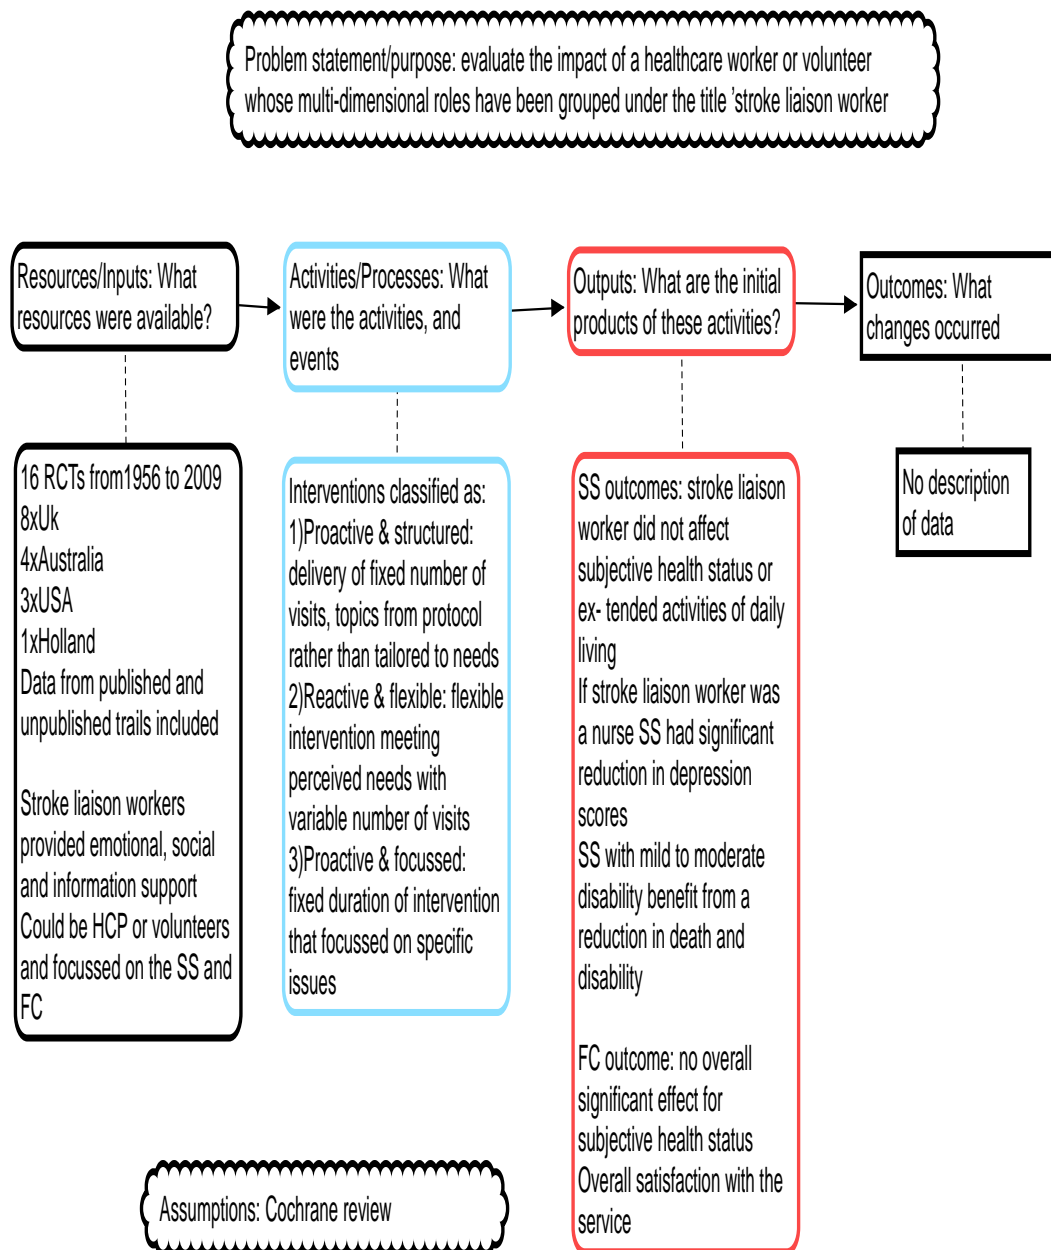 Problem statement/purpose: evaluate the impact of a healthcare worker or volunteer
whose multi-dimensional roles have been grouped under the title 'stroke liaison worker
Resources/Inputs: What
resources were available?
Activities/Processes: What
were the activities, and
events
Outputs: What are the initial
products of these activities?
Outcomes: What
changes occurred
16 RCTs from1956 to 2009
8xUk
4xAustralia
3xUSA
1xHolland
Data from published and
unpublished trails included
Stroke liaison workers
provided emotional, social
and information support
Could be HCP or volunteers
and focussed on the SS and
FC
Interventions classified as:
1)Proactive & structured:
delivery of fixed number of
visits, topics from protocol
rather than tailored to needs
2)Reactive & flexible: flexible
intervention meeting
perceived needs with
variable number of visits
3)Proactive & focussed:
fixed duration of intervention
that focussed on specific
issues
SS outcomes: stroke liaison
worker did not affect
subjective health status or
ex- tended activities of daily
living
If stroke liaison worker was
a nurse SS had significant
reduction in depression
scores
SS with mild to moderate
disability benefit from a
reduction in death and
disability
FC outcome: no overall
significant effect for
subjective health status
Overall satisfaction with the
service
No description
of data
Assumptions: Cochrane review